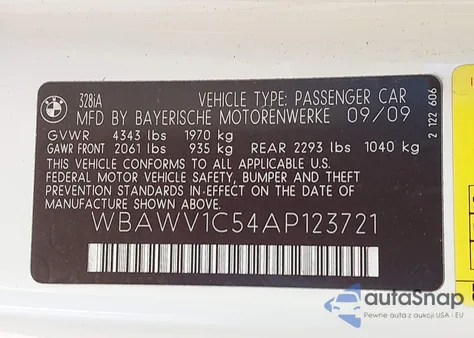 BMW
328iA VEHICLE TYPE: PASSENGER CAR
MFD BY BAYERISCHE MOTORENWERKE 09/09
GVWR 4343 lbs 1970 kg
GAWR FRONT 2061 lbs 935 kg REAR 2293 lbs 1040 kg
THIS VEHICLE CONFORMS TO ALL APPLICABLE
FEDERAL MOTOR VEHICLE SAFETY, BUMPER AND THEFT
PREVENTION STANDARDS IN EFFECT ON THE DATE
OF MANUFACTURE SHOWN ABOVE.
WBAWV1C54AP123721
2 122 606
autaSnap
Pewne auta z aukcji USA i EU